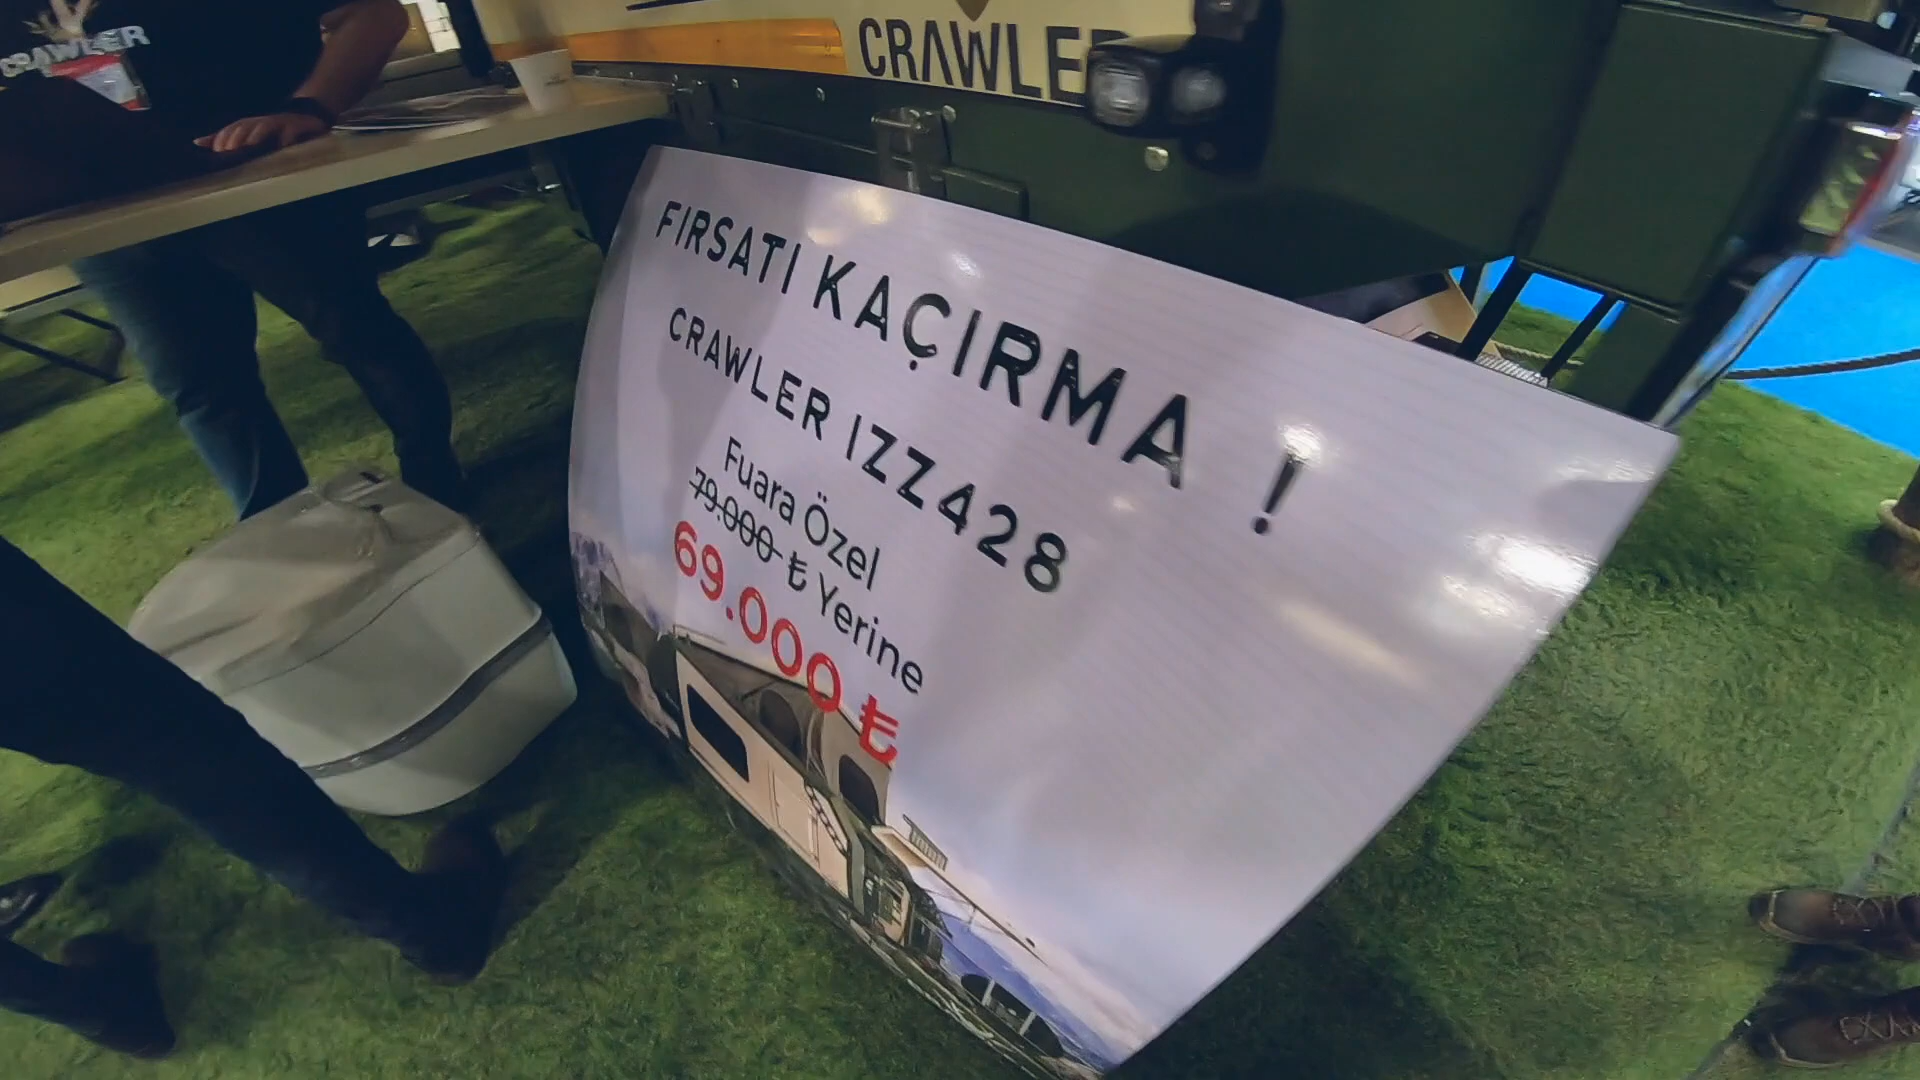 CRAWLER
CRAWLER
FIRSATI KAÇIRMA !
CRAWLER IZZ428
Fuara Özel
79.000 ₺ Yerine
69.000 ₺